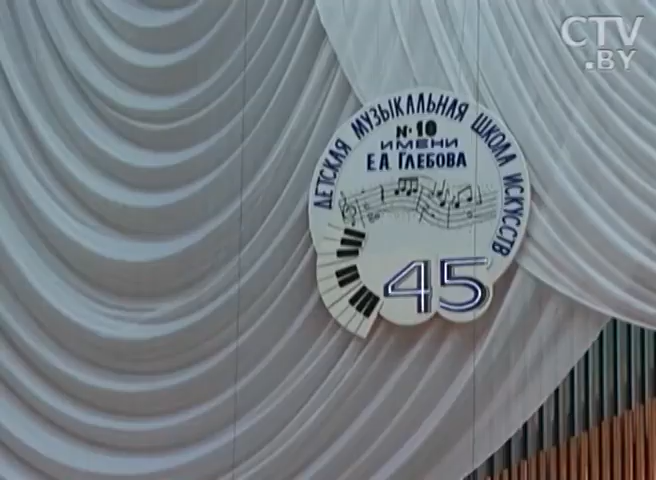 CTV
.BY
ДЕТСКАЯ МУЗЫКАЛЬНАЯ ШКОЛА ИСКУССТВ
№10
ИМЕНИ
Е.А. ГЛЕБОВА
45